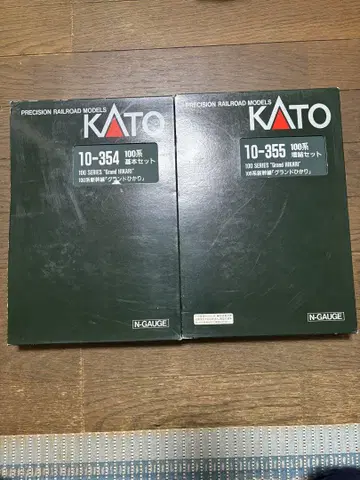 PRECISION RAILROAD MODELS
KATO
10-354 100系
基本セット
100 SERIES "Grand HIKARI"
100系新幹線「グランドひかり」
N-GAUGE
PRECISION RAILROAD MODELS
KATO
10-355 100系
増結セット
100 SERIES "Grand HIKARI"
100系新幹線「グランドひかり」
N-GAUGE